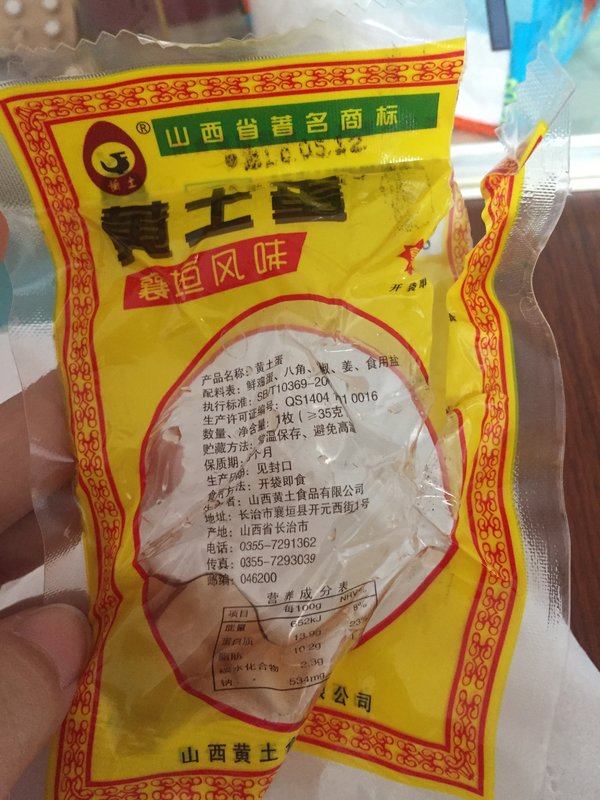 ®
山西省著名商标
黄土
黄土蛋
襄垣风味
开袋即
产品名称：黄土蛋
配料表：鲜鸡蛋、八角、椒、姜、食用盐
执行标准：SB/T10369-20
生产许可证编号：QS1404 0016
数量、净含量：1枚（≥35克
贮藏方法：常温保存、避免高温
保质期： 个月
生产日期：见封口
方法：开袋即食
者：山西黄土食品有限公司
地址：长治市襄垣县开元西街1号
产地：山西省长治市
电话：0355-7291362
传真：0355-7293039
邮编：046200
营养成分表
项目 每100g NRV%
能量 652kJ 8%
蛋白质 13.9g 23%
脂肪 10.2g
碳水化合物 2.3g
钠 534mg
山西黄土 限公司